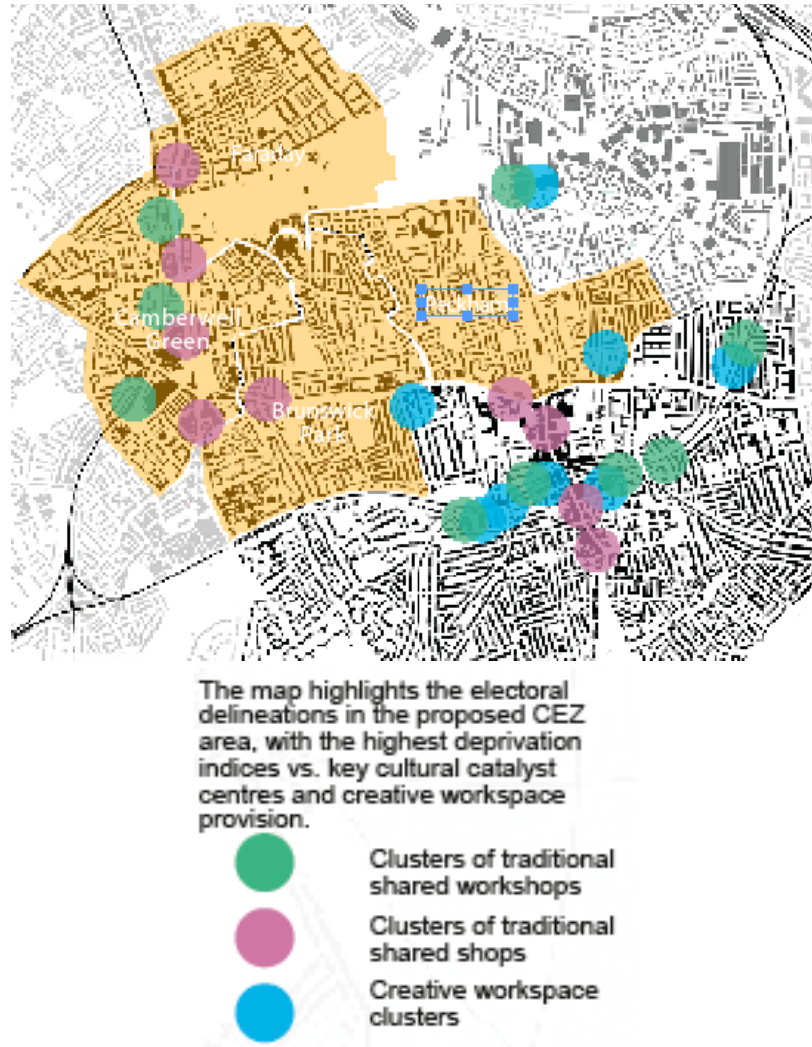 Faraday
Peckham
Camberwell
Green
Brunswick
Park
The map highlights the electoral
delineations in the proposed CEZ
area, with the highest deprivation
indices vs. key cultural catalyst
centres and creative workspace
provision.
Clusters of traditional
shared workshops
Clusters of traditional
shared shops
Creative workspace
clusters